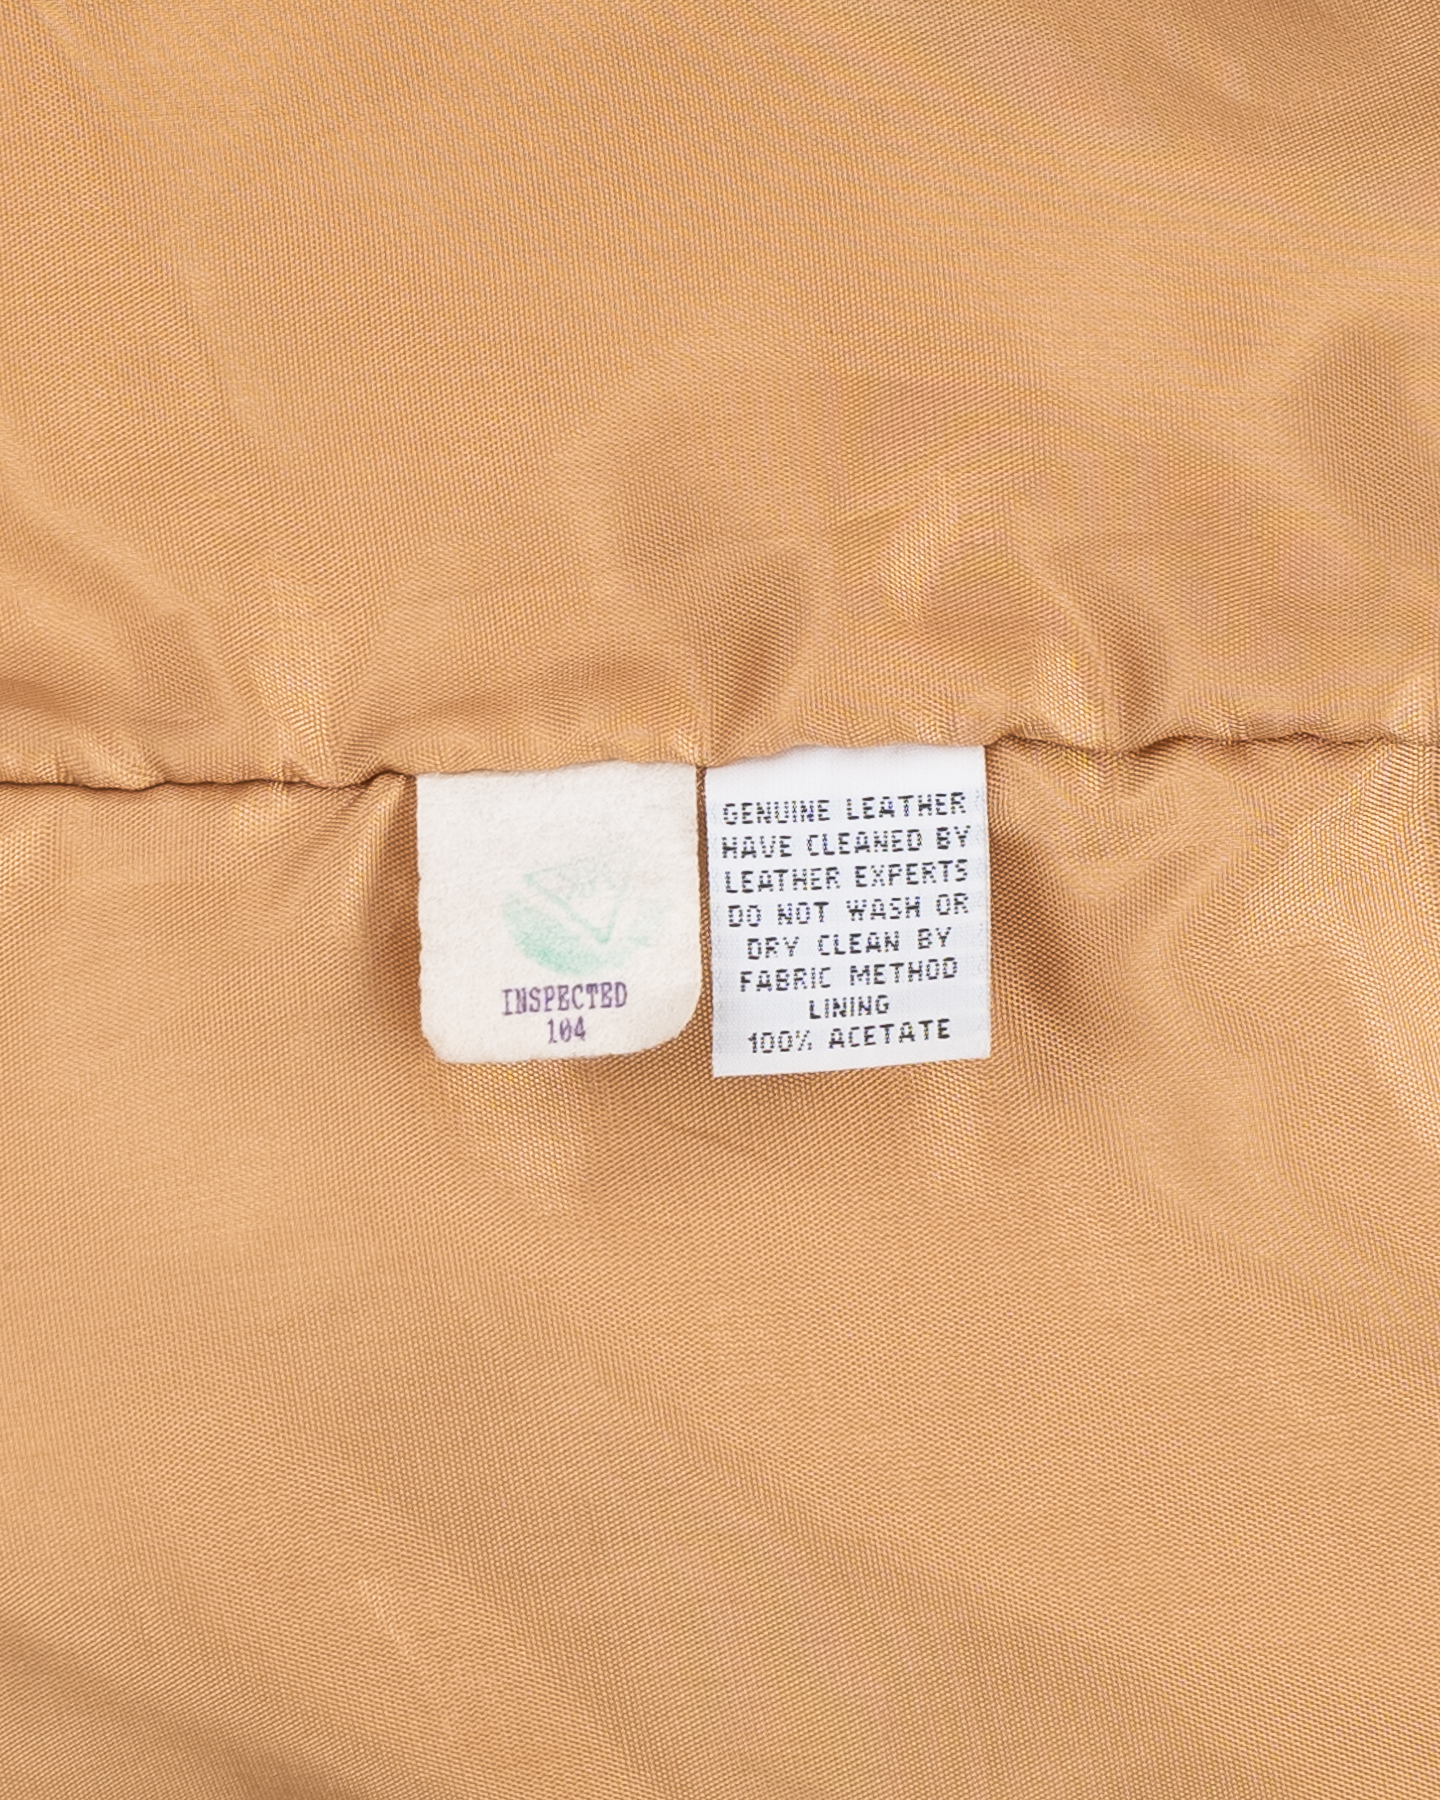 INSPECTED
104
GENUINE LEATHER
HAVE CLEANED BY
LEATHER EXPERTS
DO NOT WASH OR
DRY CLEAN BY
FABRIC METHOD
LINING
100% ACETATE